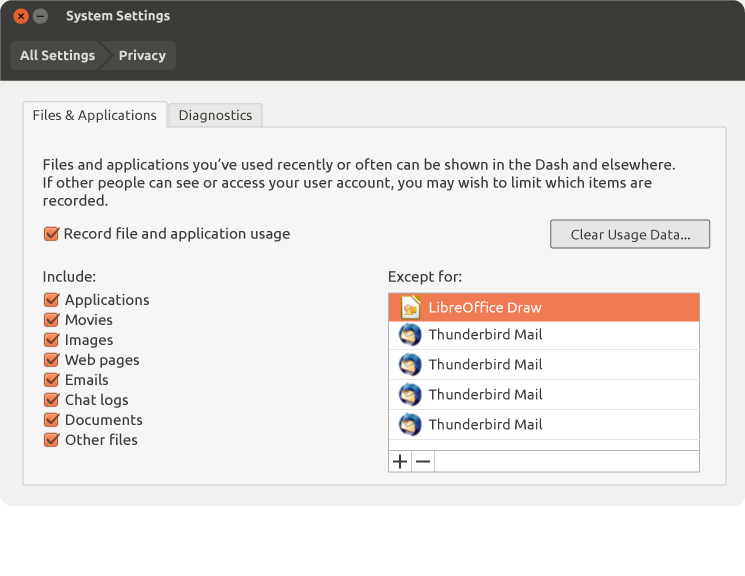 System Settings
All Settings
Privacy
Files & Applications
Diagnostics
Files and applications you’ve used recently or often can be shown in the Dash and elsewhere.
If other people can see or access your user account, you may wish to limit which items are
recorded.
Record file and application usage
Clear Usage Data...
Include:
Applications
Movies
Images
Web pages
Emails
Chat logs
Documents
Other files
Except for:
LibreOffice Draw
Thunderbird Mail
Thunderbird Mail
Thunderbird Mail
Thunderbird Mail